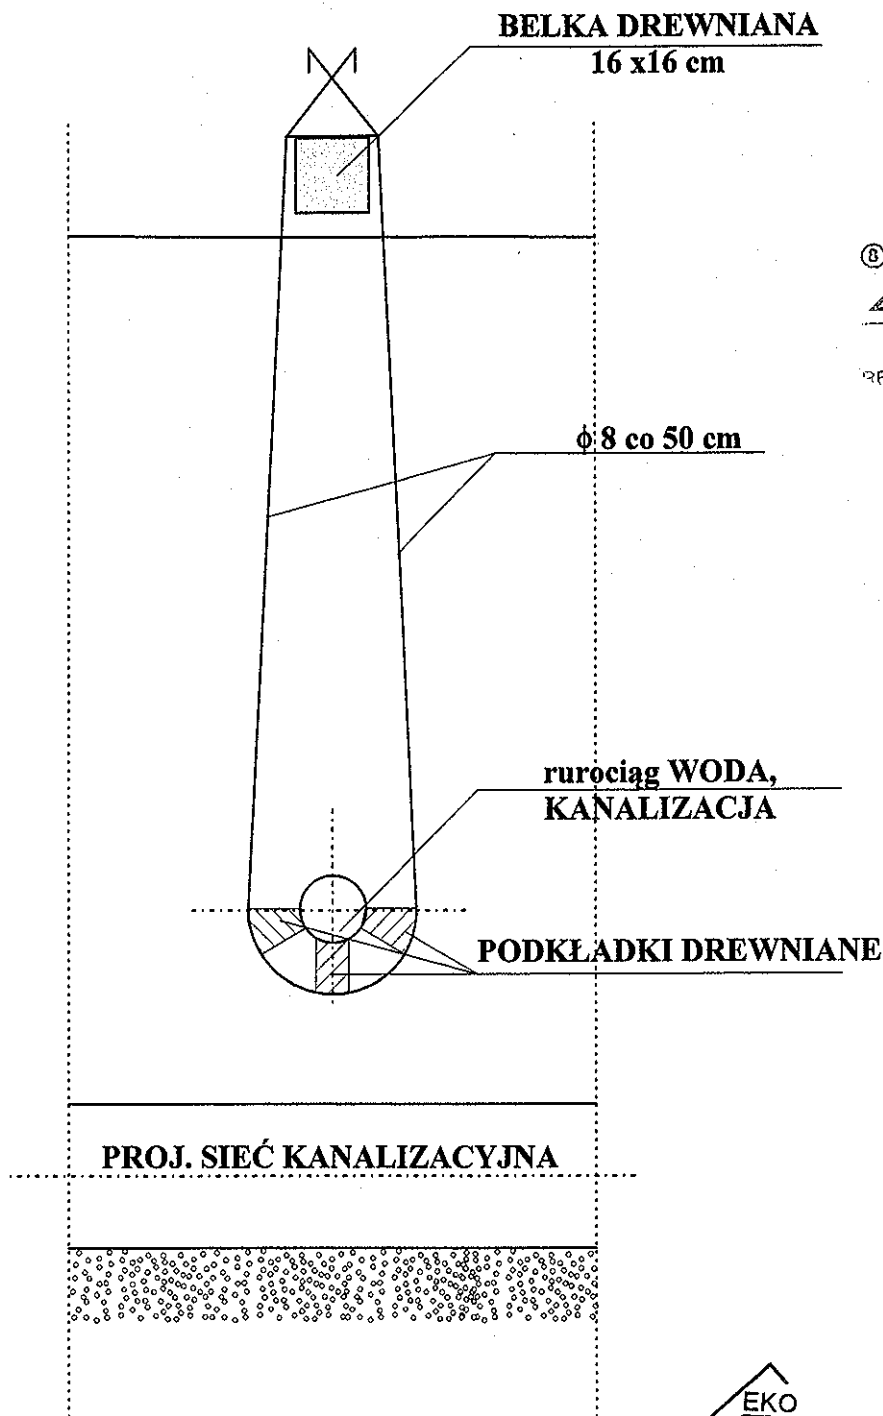 BELKA DREWNIANA
16 x16 cm
ϕ 8 co 50 cm
rurociąg WODA,
KANALIZACJA
PODKŁADKI DREWNIANE
PROJ. SIEĆ KANALIZACYJNA
EKO